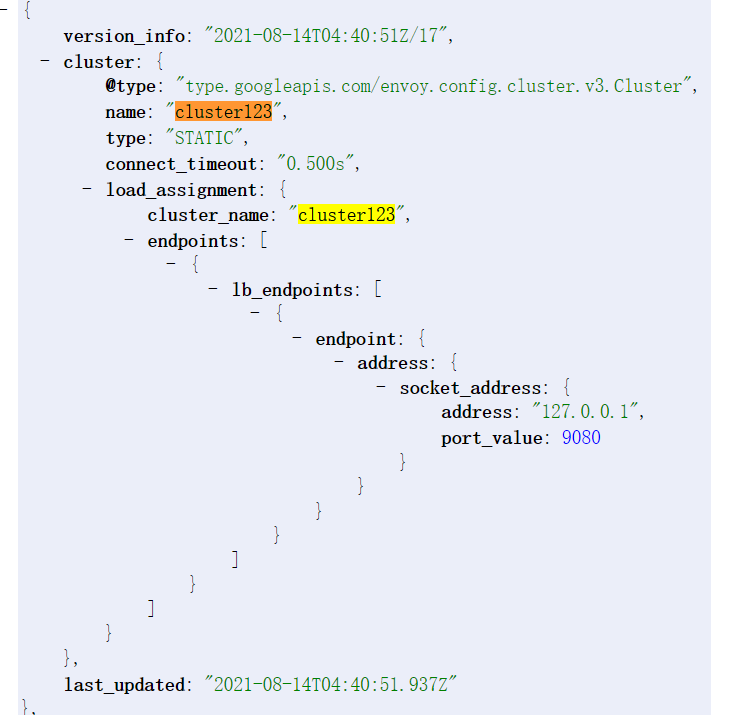 - {
version_info: "2021-08-14T04:40:51Z/17",
- cluster: {
@type: "type.googleapis.com/envoy.config.cluster.v3.Cluster",
name: "cluster123",
type: "STATIC",
connect_timeout: "0.500s",
- load_assignment: {
cluster_name: "cluster123",
- endpoints: [
- {
- lb_endpoints: [
- {
- endpoint: {
- address: {
- socket_address: {
address: "127.0.0.1",
port_value: 9080
}
}
}
}
]
}
]
}
},
last_updated: "2021-08-14T04:40:51.937Z"
},